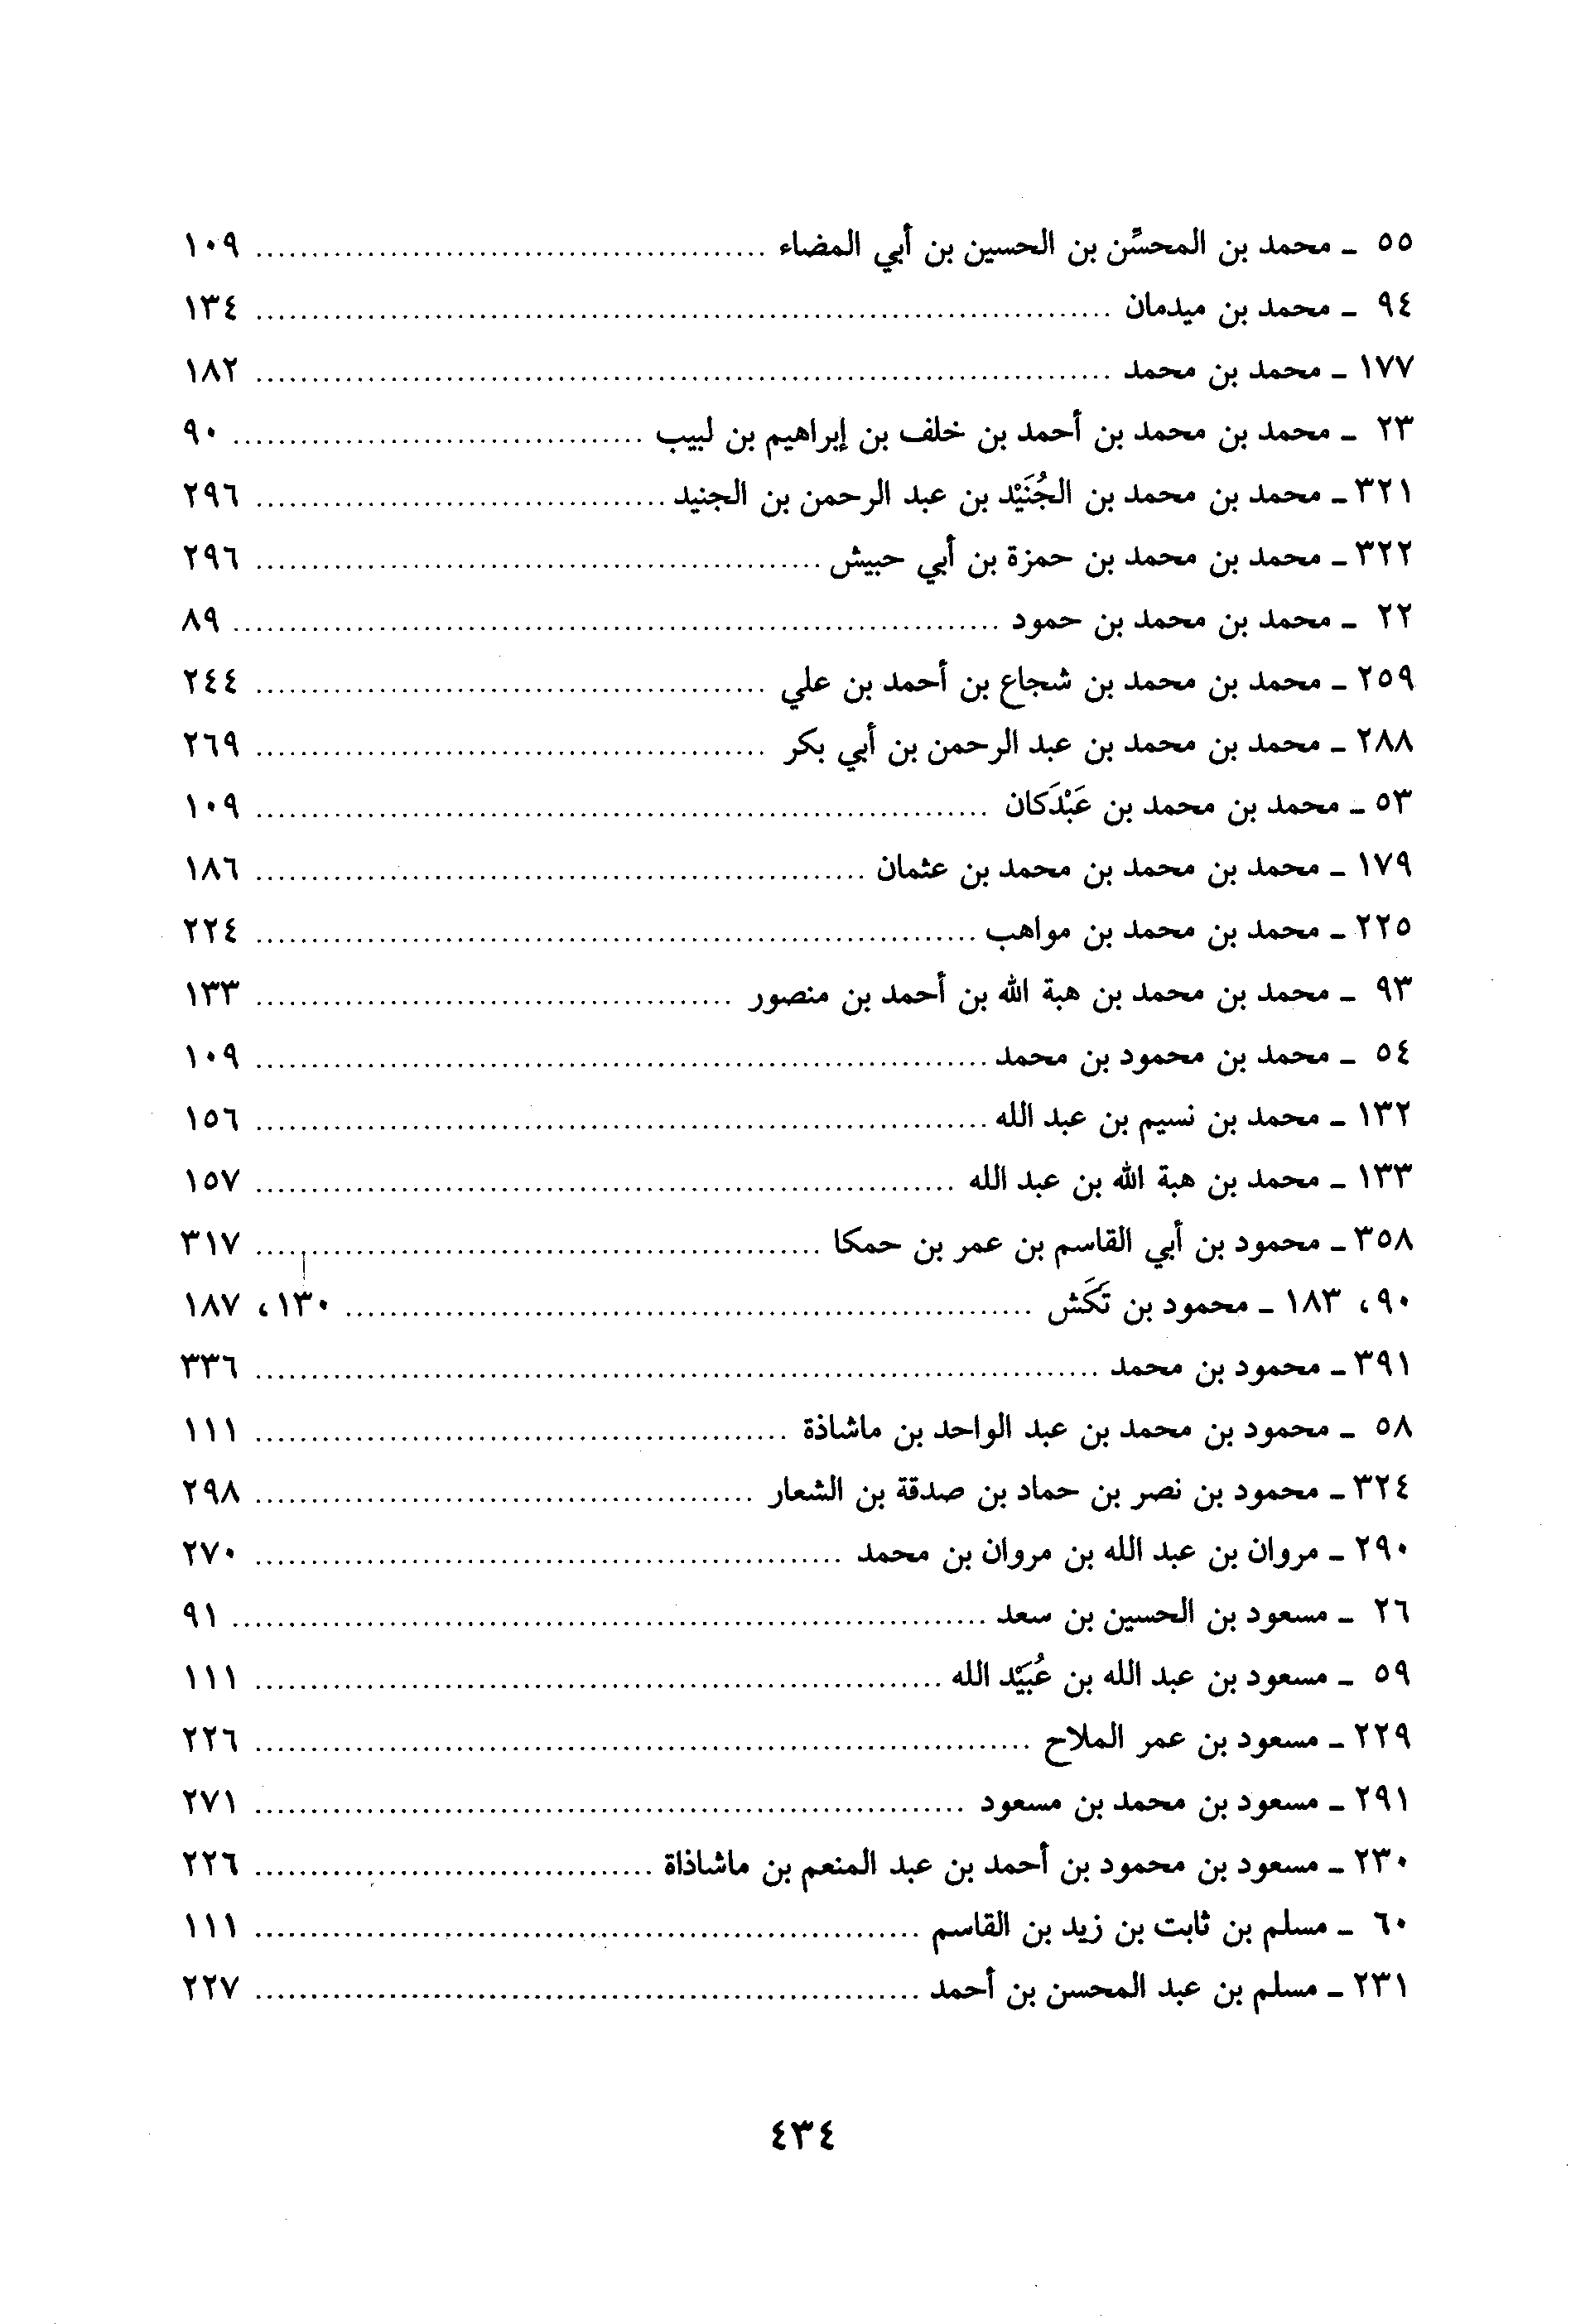 ٥٥ ـ محمد بن المحسِّن بن الحسين بن أبي المضاء ........ ١٠٩
٩٤ ـ محمد بن ميدمان ........ ١٣٤
١٧٧ ـ محمد بن محمد ........ ١٨٢
٢٣ ـ محمد بن محمد بن أحمد بن خلف بن إبراهيم بن لبيب ........ ٩٠
٣٢١ ـ محمد بن محمد بن الجُنَيْد بن عبد الرحمن بن الجنيد ........ ٢٩٦
٣٢٢ ـ محمد بن محمد بن حمزة بن أبي حبيش ........ ٢٩٦
٢٢ ـ محمد بن محمد بن حمود ........ ٨٩
٢٥٩ ـ محمد بن محمد بن شجاع بن أحمد بن علي ........ ٢٤٤
٢٨٨ ـ محمد بن محمد بن عبد الرحمن بن أبي بكر ........ ٢٦٩
٥٣ ـ محمد بن محمد بن عَبْدَكان ........ ١٠٩
١٧٩ ـ محمد بن محمد بن محمد بن عثمان ........ ١٨٦
٢٢٥ ـ محمد بن محمد بن مواهب ........ ٢٢٤
٩٣ ـ محمد بن محمد بن هبة الله بن أحمد بن منصور ........ ١٣٣
٥٤ ـ محمد بن محمود بن محمد ........ ١٠٩
١٣٢ ـ محمد بن نسيم بن عبد الله ........ ١٥٦
١٣٣ ـ محمد بن هبة الله بن عبد الله ........ ١٥٧
٣٥٨ ـ محمود بن أبي القاسم بن عمر بن حمكا ........ ٣١٧
٩٠، ١٨٣ ـ محمود بن تَكَش ........ ١٣٠، ١٨٧
٣٩١ ـ محمود بن محمد ........ ٣٣٦
٥٨ ـ محمود بن محمد بن عبد الواحد بن ماشاذة ........ ١١١
٣٢٤ ـ محمود بن نصر بن حماد بن صدقة بن الشعار ........ ٢٩٨
٢٩٠ ـ مروان بن عبد الله بن مروان بن محمد ........ ٢٧٠
٢٦ ـ مسعود بن الحسين بن سعد ........ ٩١
٥٩ ـ مسعود بن عبد الله بن عُبَيْد الله ........ ١١١
٢٢٩ ـ مسعود بن عمر الملاح ........ ٢٢٦
٢٩١ ـ مسعود بن محمد بن مسعود ........ ٢٧١
٢٣٠ ـ مسعود بن محمود بن أحمد بن عبد المنعم بن ماشاذاة ........ ٢٢٦
٦٠ ـ مسلم بن ثابت بن زيد بن القاسم ........ ١١١
٢٣١ ـ مسلم بن عبد المحسن بن أحمد ........ ٢٢٧
٤٣٤